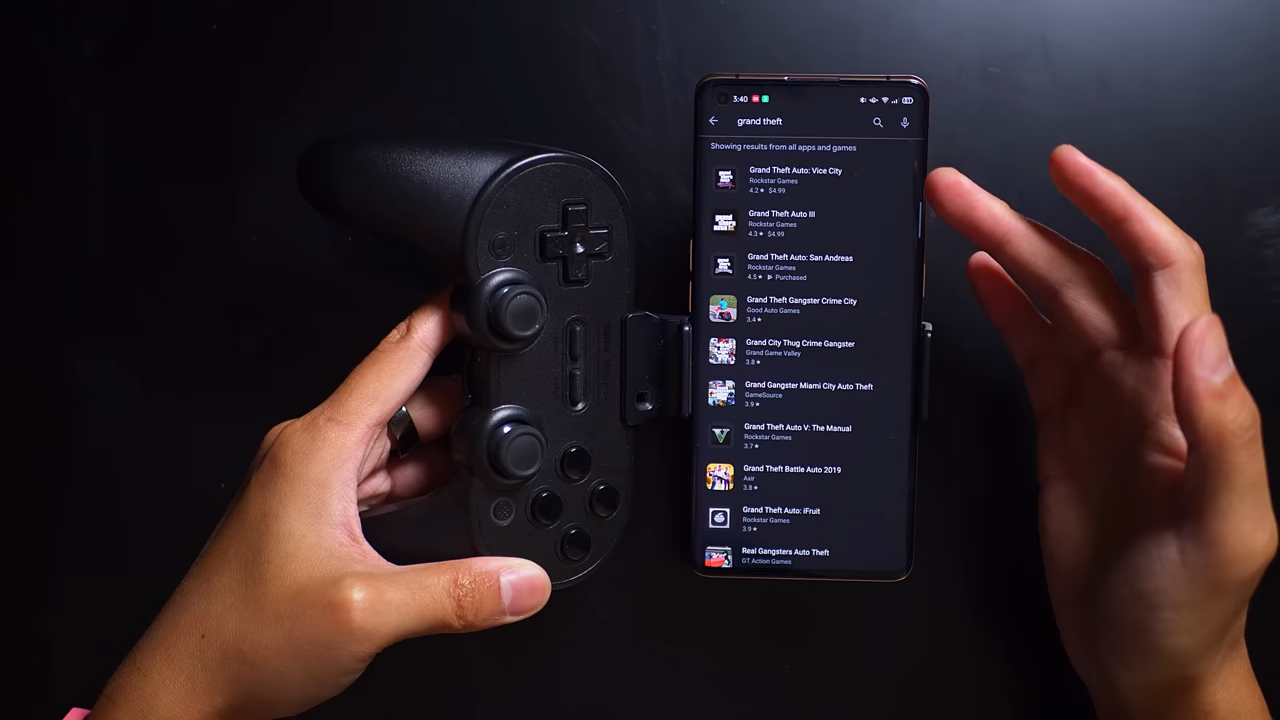 3:40
grand theft
Showing results from all apps and games
Grand Theft Auto: Vice City
Rockstar Games
4.2★ $4.99
Grand Theft Auto III
Rockstar Games
4.3★ $4.99
Grand Theft Auto: San Andreas
Rockstar Games
4.5★ Purchased
Grand Theft Gangster Crime City
Good Auto Games
3.4★
Grand City Thug Crime Gangster
Grand Game Valley
3.8★
Grand Gangster Miami City Auto Theft
GameSource
3.9★
Grand Theft Auto V: The Manual
Rockstar Games
3.7★
Grand Theft Battle Auto 2019
Axir
3.8★
Grand Theft Auto: iFruit
Rockstar Games
3.9★
Real Gangsters Auto Theft
GT Action Games